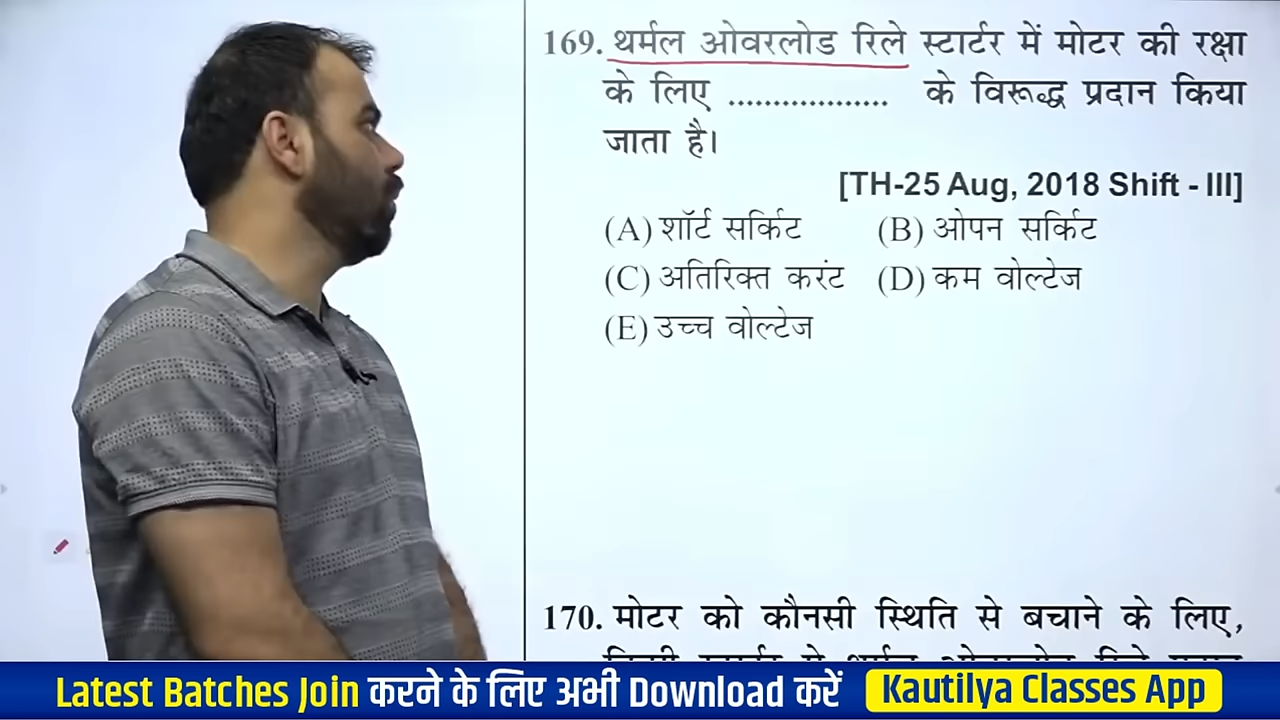 169. थर्मल ओवरलोड रिले स्टार्टर में मोटर की रक्षा
के लिए ................... के विरूद्ध प्रदान किया
जाता है।
[TH-25 Aug, 2018 Shift - III]
(A) शॉर्ट सर्किट (B) ओपन सर्किट
(C) अतिरिक्त करंट (D) कम वोल्टेज
(E) उच्च वोल्टेज
170. मोटर को कौनसी स्थिति से बचाने के लिए,
Latest Batches Join करने के लिए अभी Download करें Kautilya Classes App